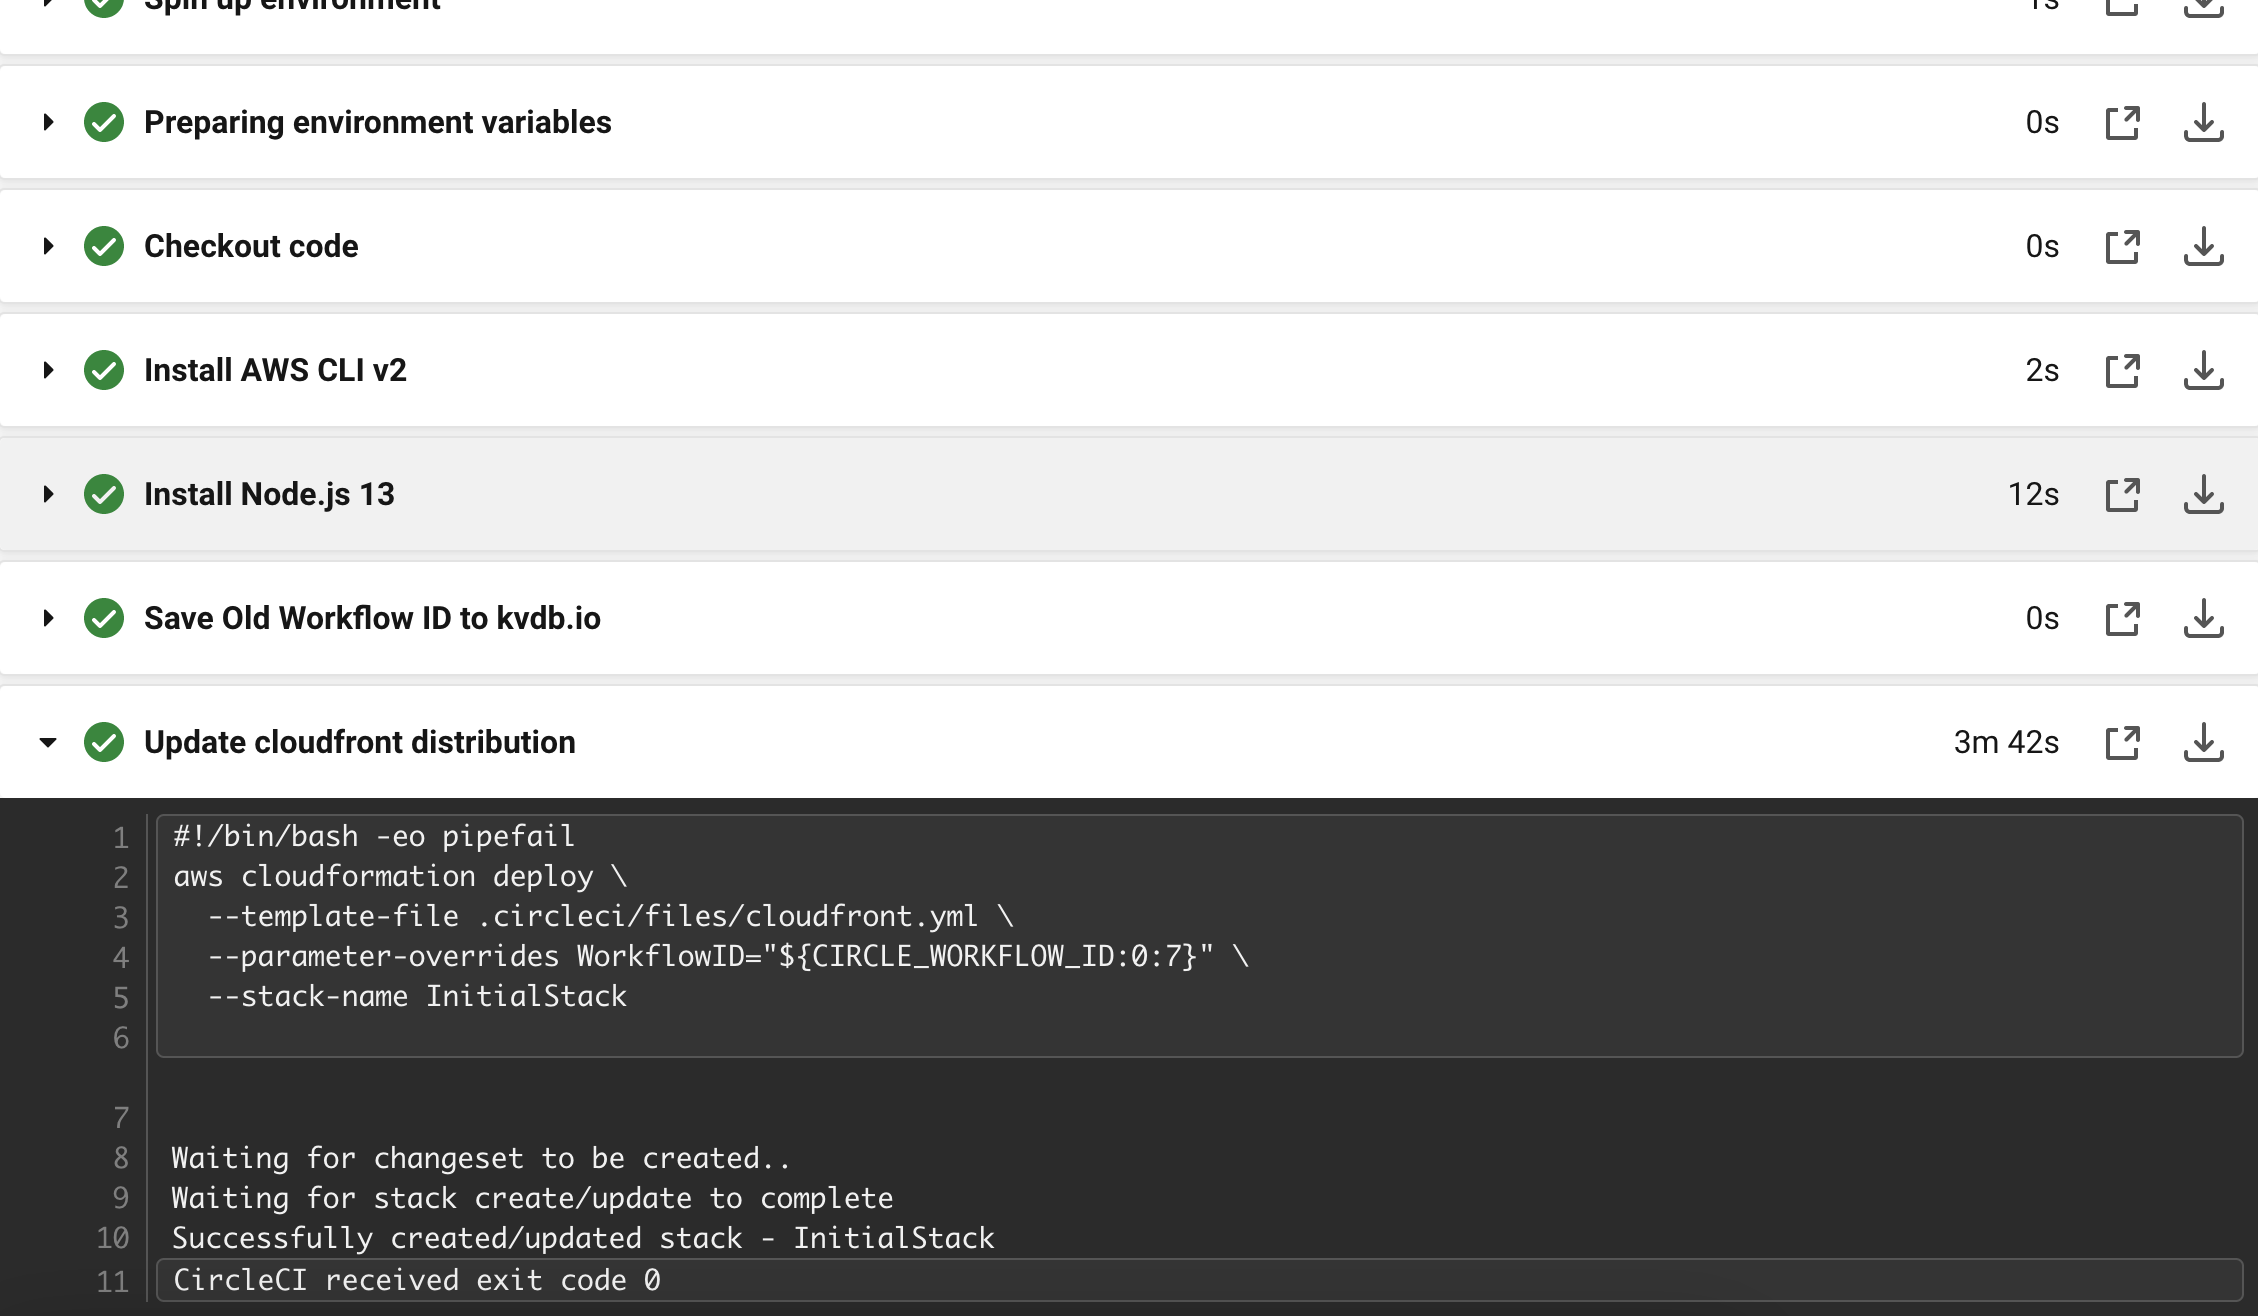 Spin up environment 1s
Preparing environment variables 0s
Checkout code 0s
Install AWS CLI v2 2s
Install Node.js 13 12s
Save Old Workflow ID to kvdb.io 0s
Update cloudfront distribution 3m 42s
1 #!/bin/bash -eo pipefail
2 aws cloudformation deploy \
3   --template-file .circleci/files/cloudfront.yml \
4   --parameter-overrides WorkflowID="${CIRCLE_WORKFLOW_ID:0:7}" \
5   --stack-name InitialStack
6
7
8 Waiting for changeset to be created..
9 Waiting for stack create/update to complete
10 Successfully created/updated stack - InitialStack
11 CircleCI received exit code 0